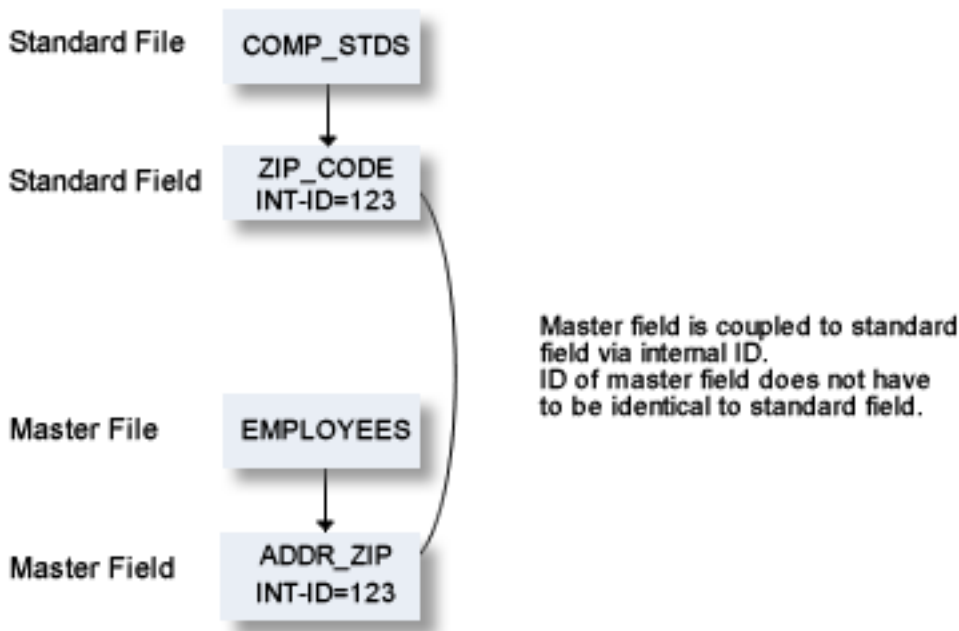 Standard File
COMP_STDS
Standard Field
ZIP_CODE
INT-ID=123
Master field is coupled to standard
field via internal ID.
ID of master field does not have
to be identical to standard field.
Master File
EMPLOYEES
Master Field
ADDR_ZIP
INT-ID=123